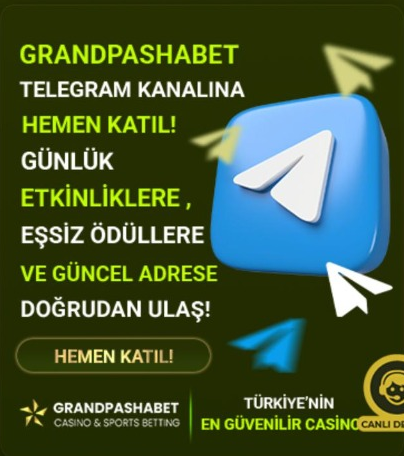 GRANDPASHABET
TELEGRAM KANALINA
HEMEN KATIL!
GÜNLÜK
ETKİNLİKLERE ,
EŞSİZ ÖDÜLLERE
VE GÜNCEL ADRESE
DOĞRUDAN ULAŞ!
HEMEN KATIL!
GRANDPASHABET
CASINO & SPORTS BETTING
TÜRKİYE'NİN
EN GÜVENİLİR CASINO
CANLI